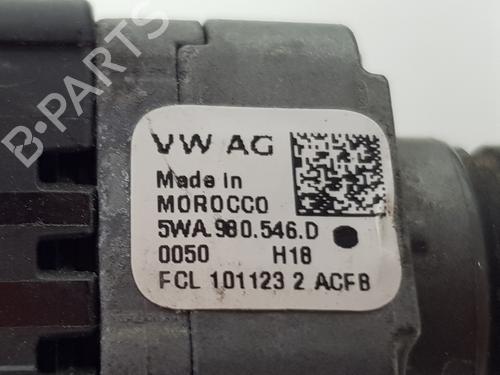 B-PARTS
VW AG
Made in
MOROCCO
5WA.980.546.D
0050 H18
FCL 101123 2 ACFB